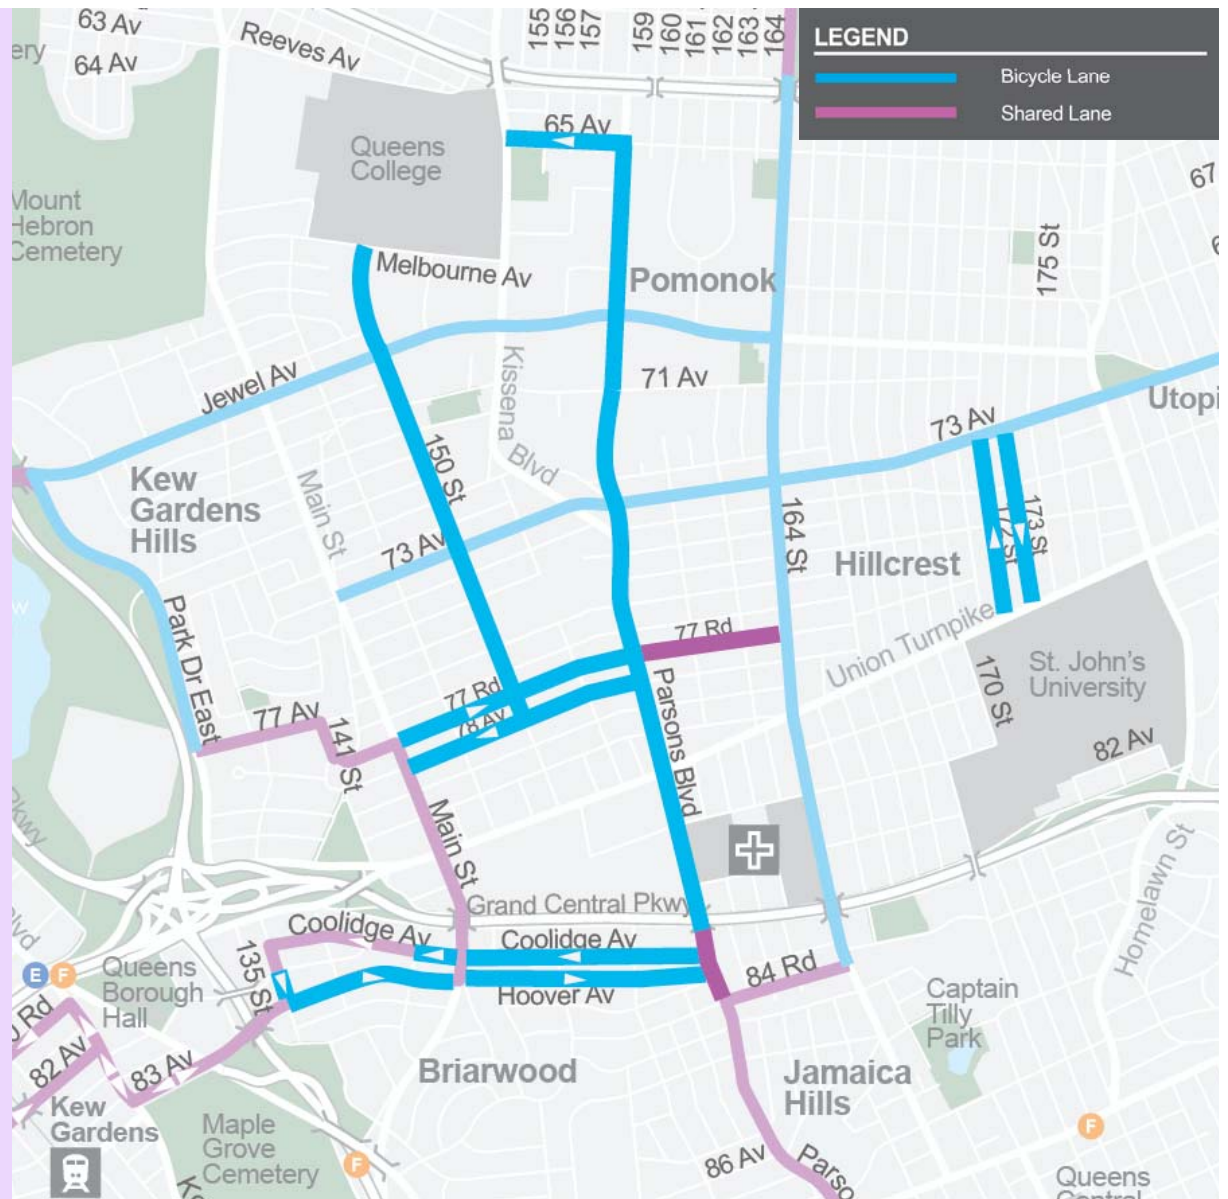 63 Av
64 Av
ery
Reeves Av
155
156
157
159
160
161
162
163
164
LEGEND
Bicycle Lane
Shared Lane
65 Av
Queens
College
Mount
Hebron
Cemetery
Melbourne Av
Pomonok
175 St
67
Jewel Av
Kissena
Blvd
71 Av
73 Av
Utopi
Kew
Gardens
Hills
Main St
150 St
73 Av
164 St
Hillcrest
172 St
173 St
Union Turnpike
Park Dr East
77 Rd
Parsons Blvd
170 St
St. John's
University
82 Av
77 Av
141 St
77 Rd
78 Av
Main St
Pkwy
Grand Central Pkwy
Homelawn St
Coolidge Av
Coolidge Av
Hoover Av
84 Rd
135 St
E
F
Queens
Borough
Hall
Captain
Tilly
Park
Rd
82 Av
83 Av
Briarwood
Jamaica
Hills
Kew
Gardens
Maple
Grove
Cemetery
F
F
86 Av
Parso
Queens